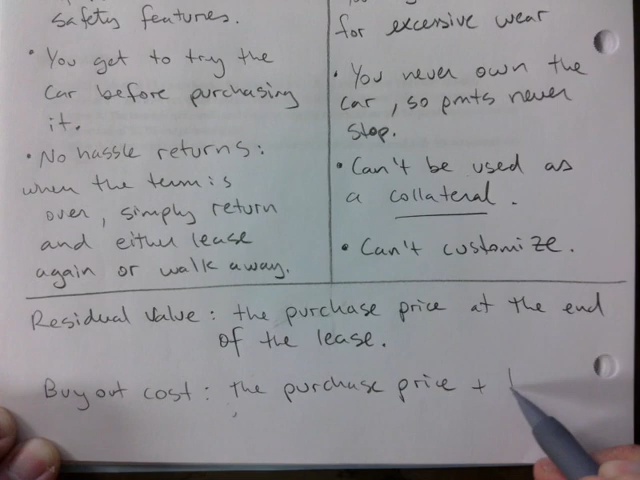 safety features.
• You get to try the
car before purchasing
it.
• No hassle returns:
when the term is
over, simply return
and either lease
again or walk away.
for excessive wear
• You never own the
car, so pmts never
stop.
• Can't be used as
a collateral.
• Can't customize.
Residual value: the purchase price at the end
of the lease.
Buyout cost: the purchase price +